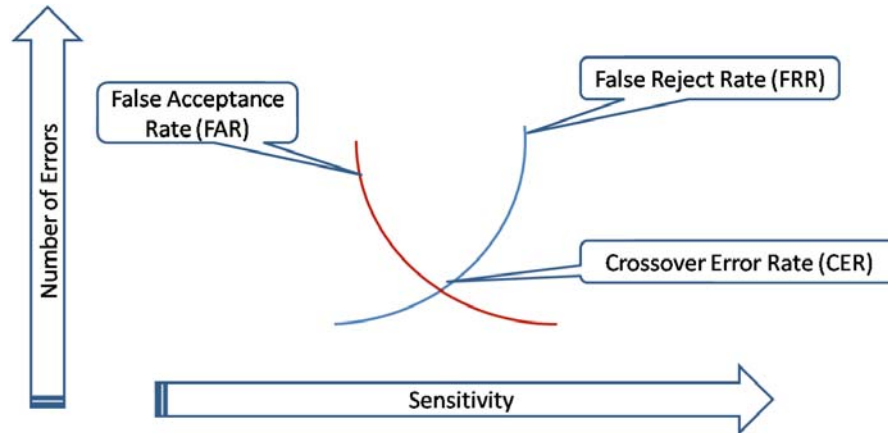 False Reject Rate (FRR)
False Acceptance
Rate (FAR)
Number of Errors
Crossover Error Rate (CER)
Sensitivity